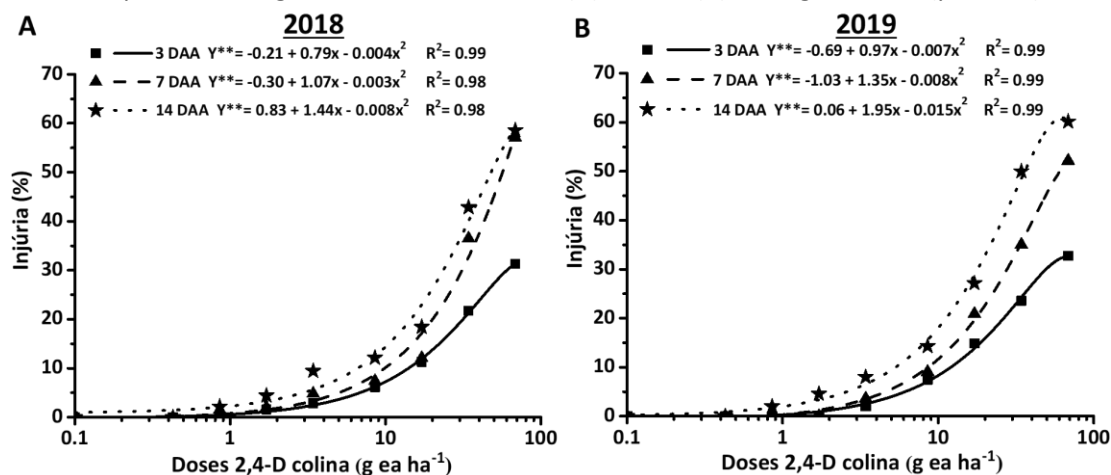 A
2018
3 DAA Y**= -0.21 + 0.79x - 0.004x² R²= 0.99
7 DAA Y**= -0.30 + 1.07x - 0.003x² R²= 0.98
14 DAA Y**= 0.83 + 1.44x - 0.008x² R²= 0.98
Injúria (%)
70
60
50
40
30
20
10
0
0.1 1 10 100
Doses 2,4-D colina (g ea ha⁻¹)
B
2019
3 DAA Y**= -0.69 + 0.97x - 0.007x² R²= 0.99
7 DAA Y**= -1.03 + 1.35x - 0.008x² R²= 0.99
14 DAA Y**= 0.06 + 1.95x - 0.015x² R²= 0.99
Injúria (%)
70
60
50
40
30
20
10
0
0.1 1 10 100
Doses 2,4-D colina (g ea ha⁻¹)